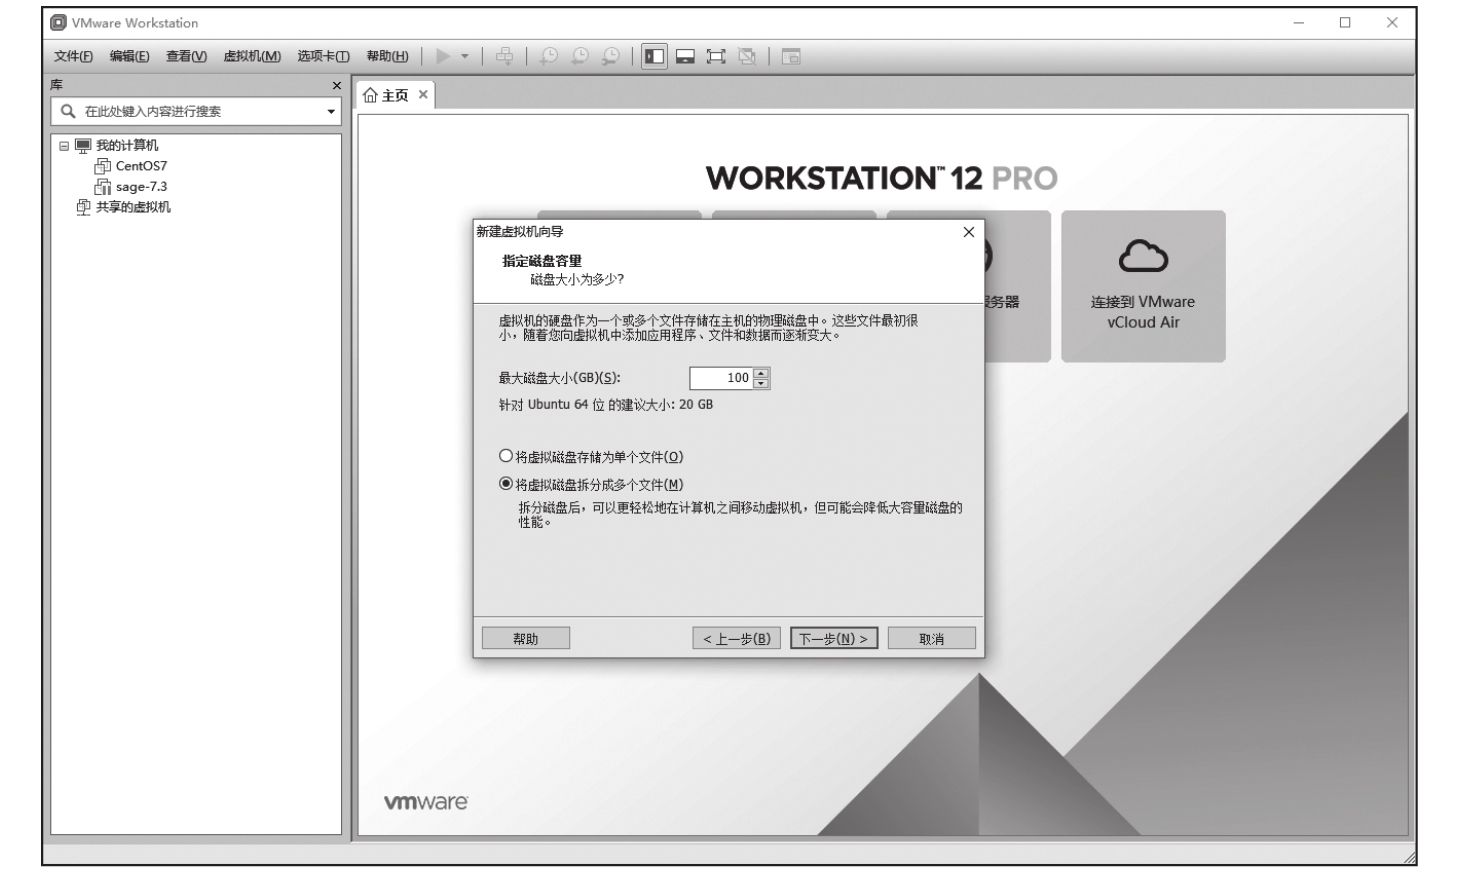 VMware Workstation
文件(F) 编辑(E) 查看(V) 虚拟机(M) 选项卡(T) 帮助(H)
库
在此处键入内容进行搜索
我的计算机
CentOS7
sage-7.3
共享的虚拟机
主页
WORKSTATION™ 12 PRO
服务器
连接到 VMware
vCloud Air
新建虚拟机向导
指定磁盘容量
磁盘大小为多少?
虚拟机的硬盘作为一个或多个文件存储在主机的物理磁盘中。这些文件最初很
小，随着您向虚拟机中添加应用程序、文件和数据而逐渐变大。
最大磁盘大小(GB)(S): 100
针对 Ubuntu 64 位 的建议大小: 20 GB
将虚拟磁盘存储为单个文件(O)
将虚拟磁盘拆分成多个文件(M)
拆分磁盘后，可以更轻松地在计算机之间移动虚拟机，但可能会降低大容量磁盘的
性能。
帮助 < 上一步(B) 下一步(N) > 取消
vmware